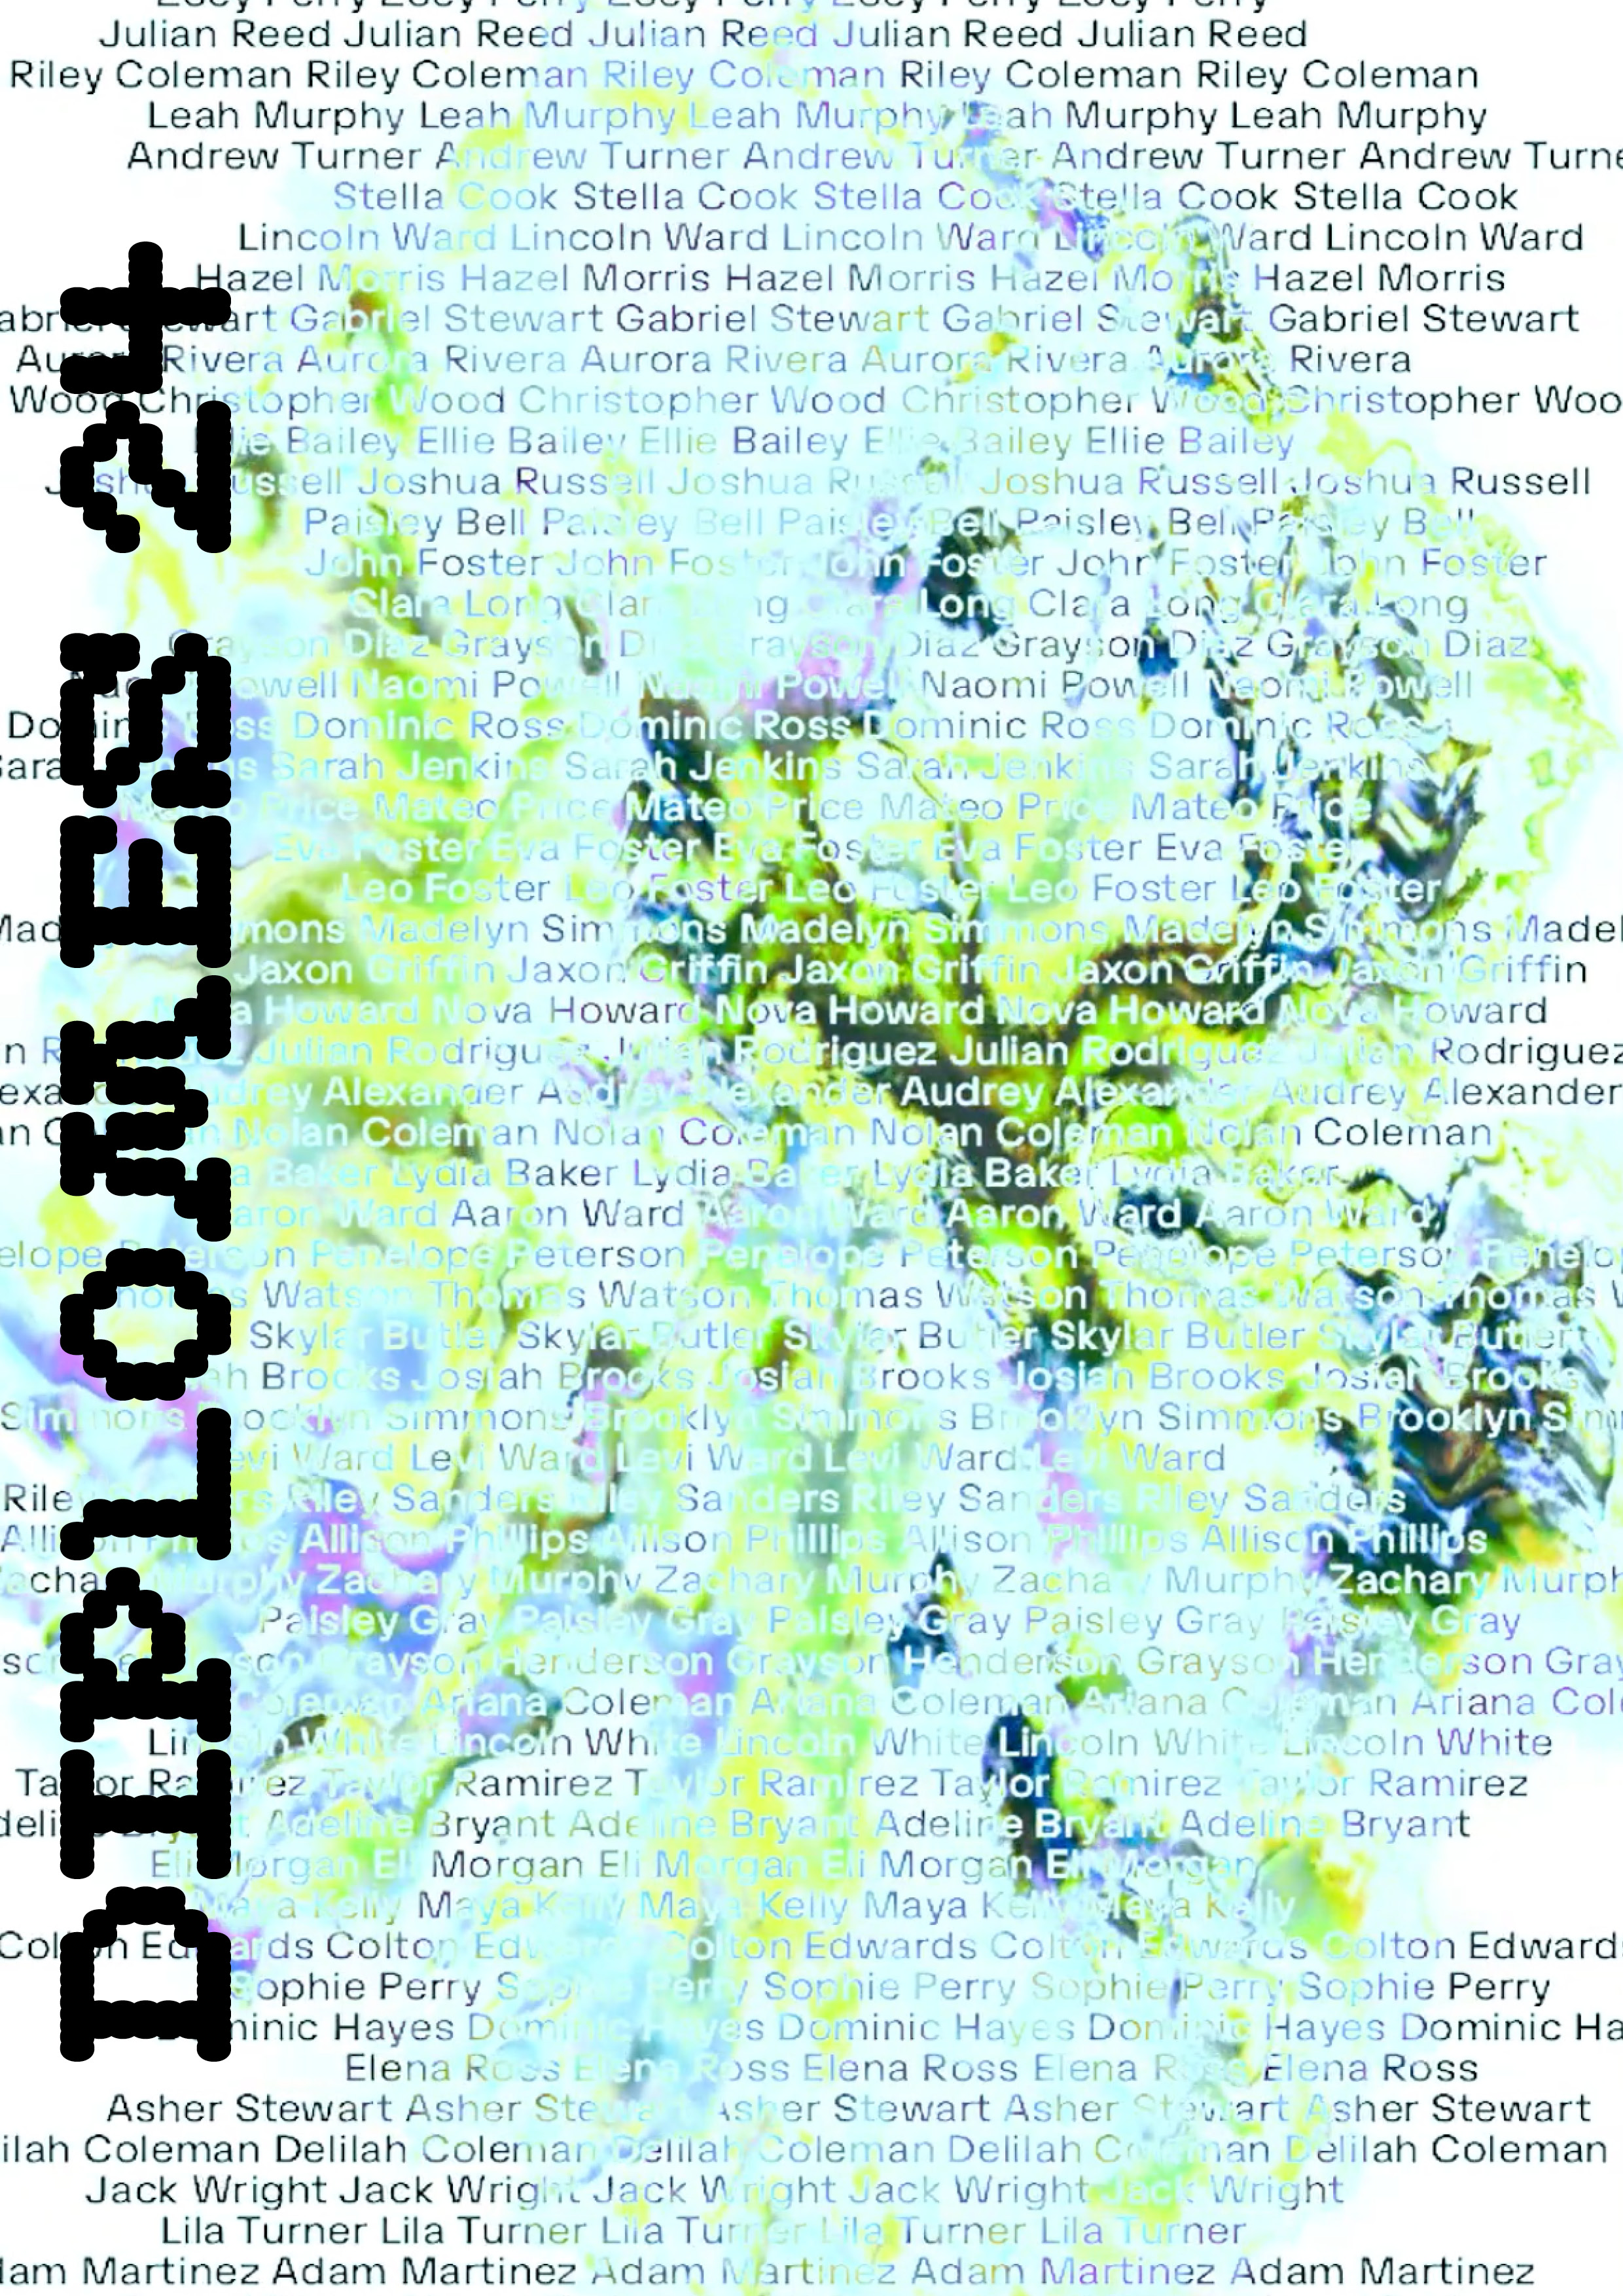 DIPLOMES 24
Julian Reed Julian Reed Julian Reed Julian Reed Julian Reed
Riley Coleman Riley Coleman Riley Coleman Riley Coleman Riley Coleman
Leah Murphy Leah Murphy Leah Murphy Leah Murphy Leah Murphy
Andrew Turner Andrew Turner Andrew Turner Andrew Turner Andrew Turne
Stella Cook Stella Cook Stella Cook Stella Cook Stella Cook
Lincoln Ward Lincoln Ward Lincoln Ward Lincoln Ward Lincoln Ward
Hazel Morris Hazel Morris Hazel Morris Hazel Morris Hazel Morris
Gabriel Stewart Gabriel Stewart Gabriel Stewart Gabriel Stewart
Rivera Aurora Rivera Aurora Rivera Aurora Rivera Aurora Rivera
Wood Christopher Wood Christopher Wood Christopher Wood Christopher Woo
Ellie Bailey Ellie Bailey Ellie Bailey Ellie Bailey Ellie Bailey
Joshua Russell Joshua Russell Joshua Russell Joshua Russell Joshua Russell
Paisley Bell Paisley Bell Paisley Bell Paisley Bell Paisley Bell
John Foster John Foster John Foster John Foster John Foster
Clara Long Clara Long Clara Long Clara Long Clara Long
Grayson Diaz Grayson Diaz Grayson Diaz Grayson Diaz Grayson Diaz
Naomi Powell Naomi Powell Naomi Powell Naomi Powell Naomi Powell
Dominic Ross Dominic Ross Dominic Ross Dominic Ross Dominic Ross
Sarah Jenkins Sarah Jenkins Sarah Jenkins Sarah Jenkins
Mateo Price Mateo Price Mateo Price Mateo Price Mateo Price
Eva Foster Eva Foster Eva Foster Eva Foster Eva Foster
Leo Foster Leo Foster Leo Foster Leo Foster Leo Foster
Madelyn Simmons Madelyn Simmons Madelyn Simmons Madel
Jaxon Griffin Jaxon Griffin Jaxon Griffin Jaxon Griffin Jaxon Griffin
Nova Howard Nova Howard Nova Howard Nova Howard Nova Howard
Julian Rodriguez Julian Rodriguez Julian Rodriguez Julian Rodriguez
Audrey Alexander Audrey Alexander Audrey Alexander Audrey Alexander
Nolan Coleman Nolan Coleman Nolan Coleman Nolan Coleman
Lydia Baker Lydia Baker Lydia Baker Lydia Baker Lydia Baker
Aaron Ward Aaron Ward Aaron Ward Aaron Ward Aaron Ward
elope Peterson Penelope Peterson Penelope Peterson Penelope Peterson Penelop
Thomas Watson Thomas Watson Thomas Watson Thomas Watson Thomas
Skylar Butler Skylar Butler Skylar Butler Skylar Butler Skylar Butler
Josiah Brooks Josiah Brooks Josiah Brooks Josiah Brooks Josiah Brooks
Simmons Brooklyn Simmons Brooklyn Simmons Brooklyn Simmons Brooklyn Simm
Levi Ward Levi Ward Levi Ward Levi Ward Levi Ward
Riley Sanders Riley Sanders Riley Sanders Riley Sanders Riley Sanders
Allison Phillips Allison Phillips Allison Phillips Allison Phillips Allison Phillips
Zachary Murphy Zachary Murphy Zachary Murphy Zachary Murphy Zachary Murph
Paisley Gray Paisley Gray Paisley Gray Paisley Gray Paisley Gray
Grayson Henderson Grayson Henderson Grayson Henderson Gray
Coleman Ariana Coleman Ariana Coleman Ariana Coleman Ariana Col
Lincoln White Lincoln White Lincoln White Lincoln White Lincoln White
Taylor Ramirez Taylor Ramirez Taylor Ramirez Taylor Ramirez Taylor Ramirez
Adeline Bryant Adeline Bryant Adeline Bryant Adeline Bryant
Eli Morgan Eli Morgan Eli Morgan Eli Morgan Eli Morgan
Maya Kelly Maya Kelly Maya Kelly Maya Kelly Maya Kelly
Colton Edwards Colton Edwards Colton Edwards Colton Edwards Colton Edward
Sophie Perry Sophie Perry Sophie Perry Sophie Perry Sophie Perry
Dominic Hayes Dominic Hayes Dominic Hayes Dominic Hayes Dominic Ha
Elena Ross Elena Ross Elena Ross Elena Ross Elena Ross
Asher Stewart Asher Stewart Asher Stewart Asher Stewart Asher Stewart
ilah Coleman Delilah Coleman Delilah Coleman Delilah Coleman Delilah Coleman
Jack Wright Jack Wright Jack Wright Jack Wright Jack Wright
Lila Turner Lila Turner Lila Turner Lila Turner Lila Turner
dam Martinez Adam Martinez Adam Martinez Adam Martinez Adam Martinez